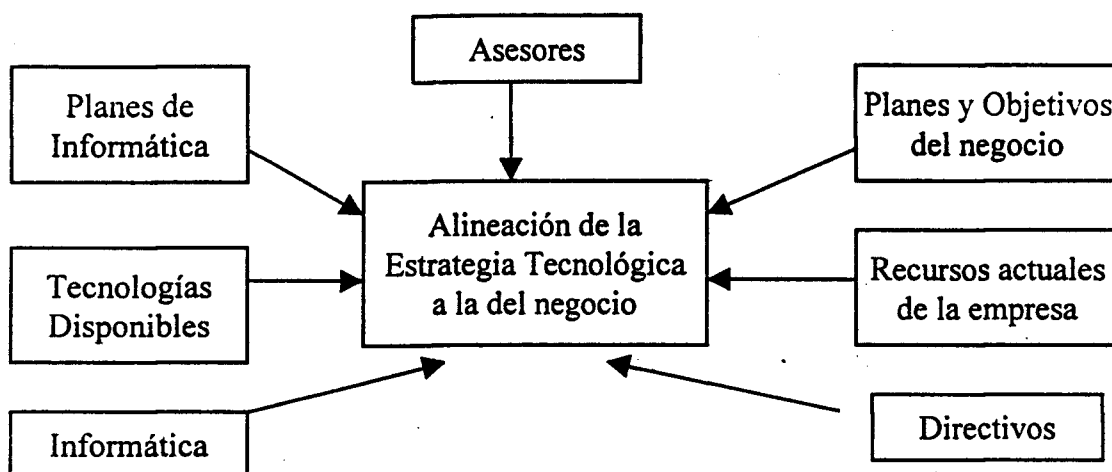 Asesores
Planes de
Informática
Planes y Objetivos
del negocio
Alineación de la
Estrategia Tecnológica
a la del negocio
Tecnologías
Disponibles
Recursos actuales
de la empresa
Informática
Directivos